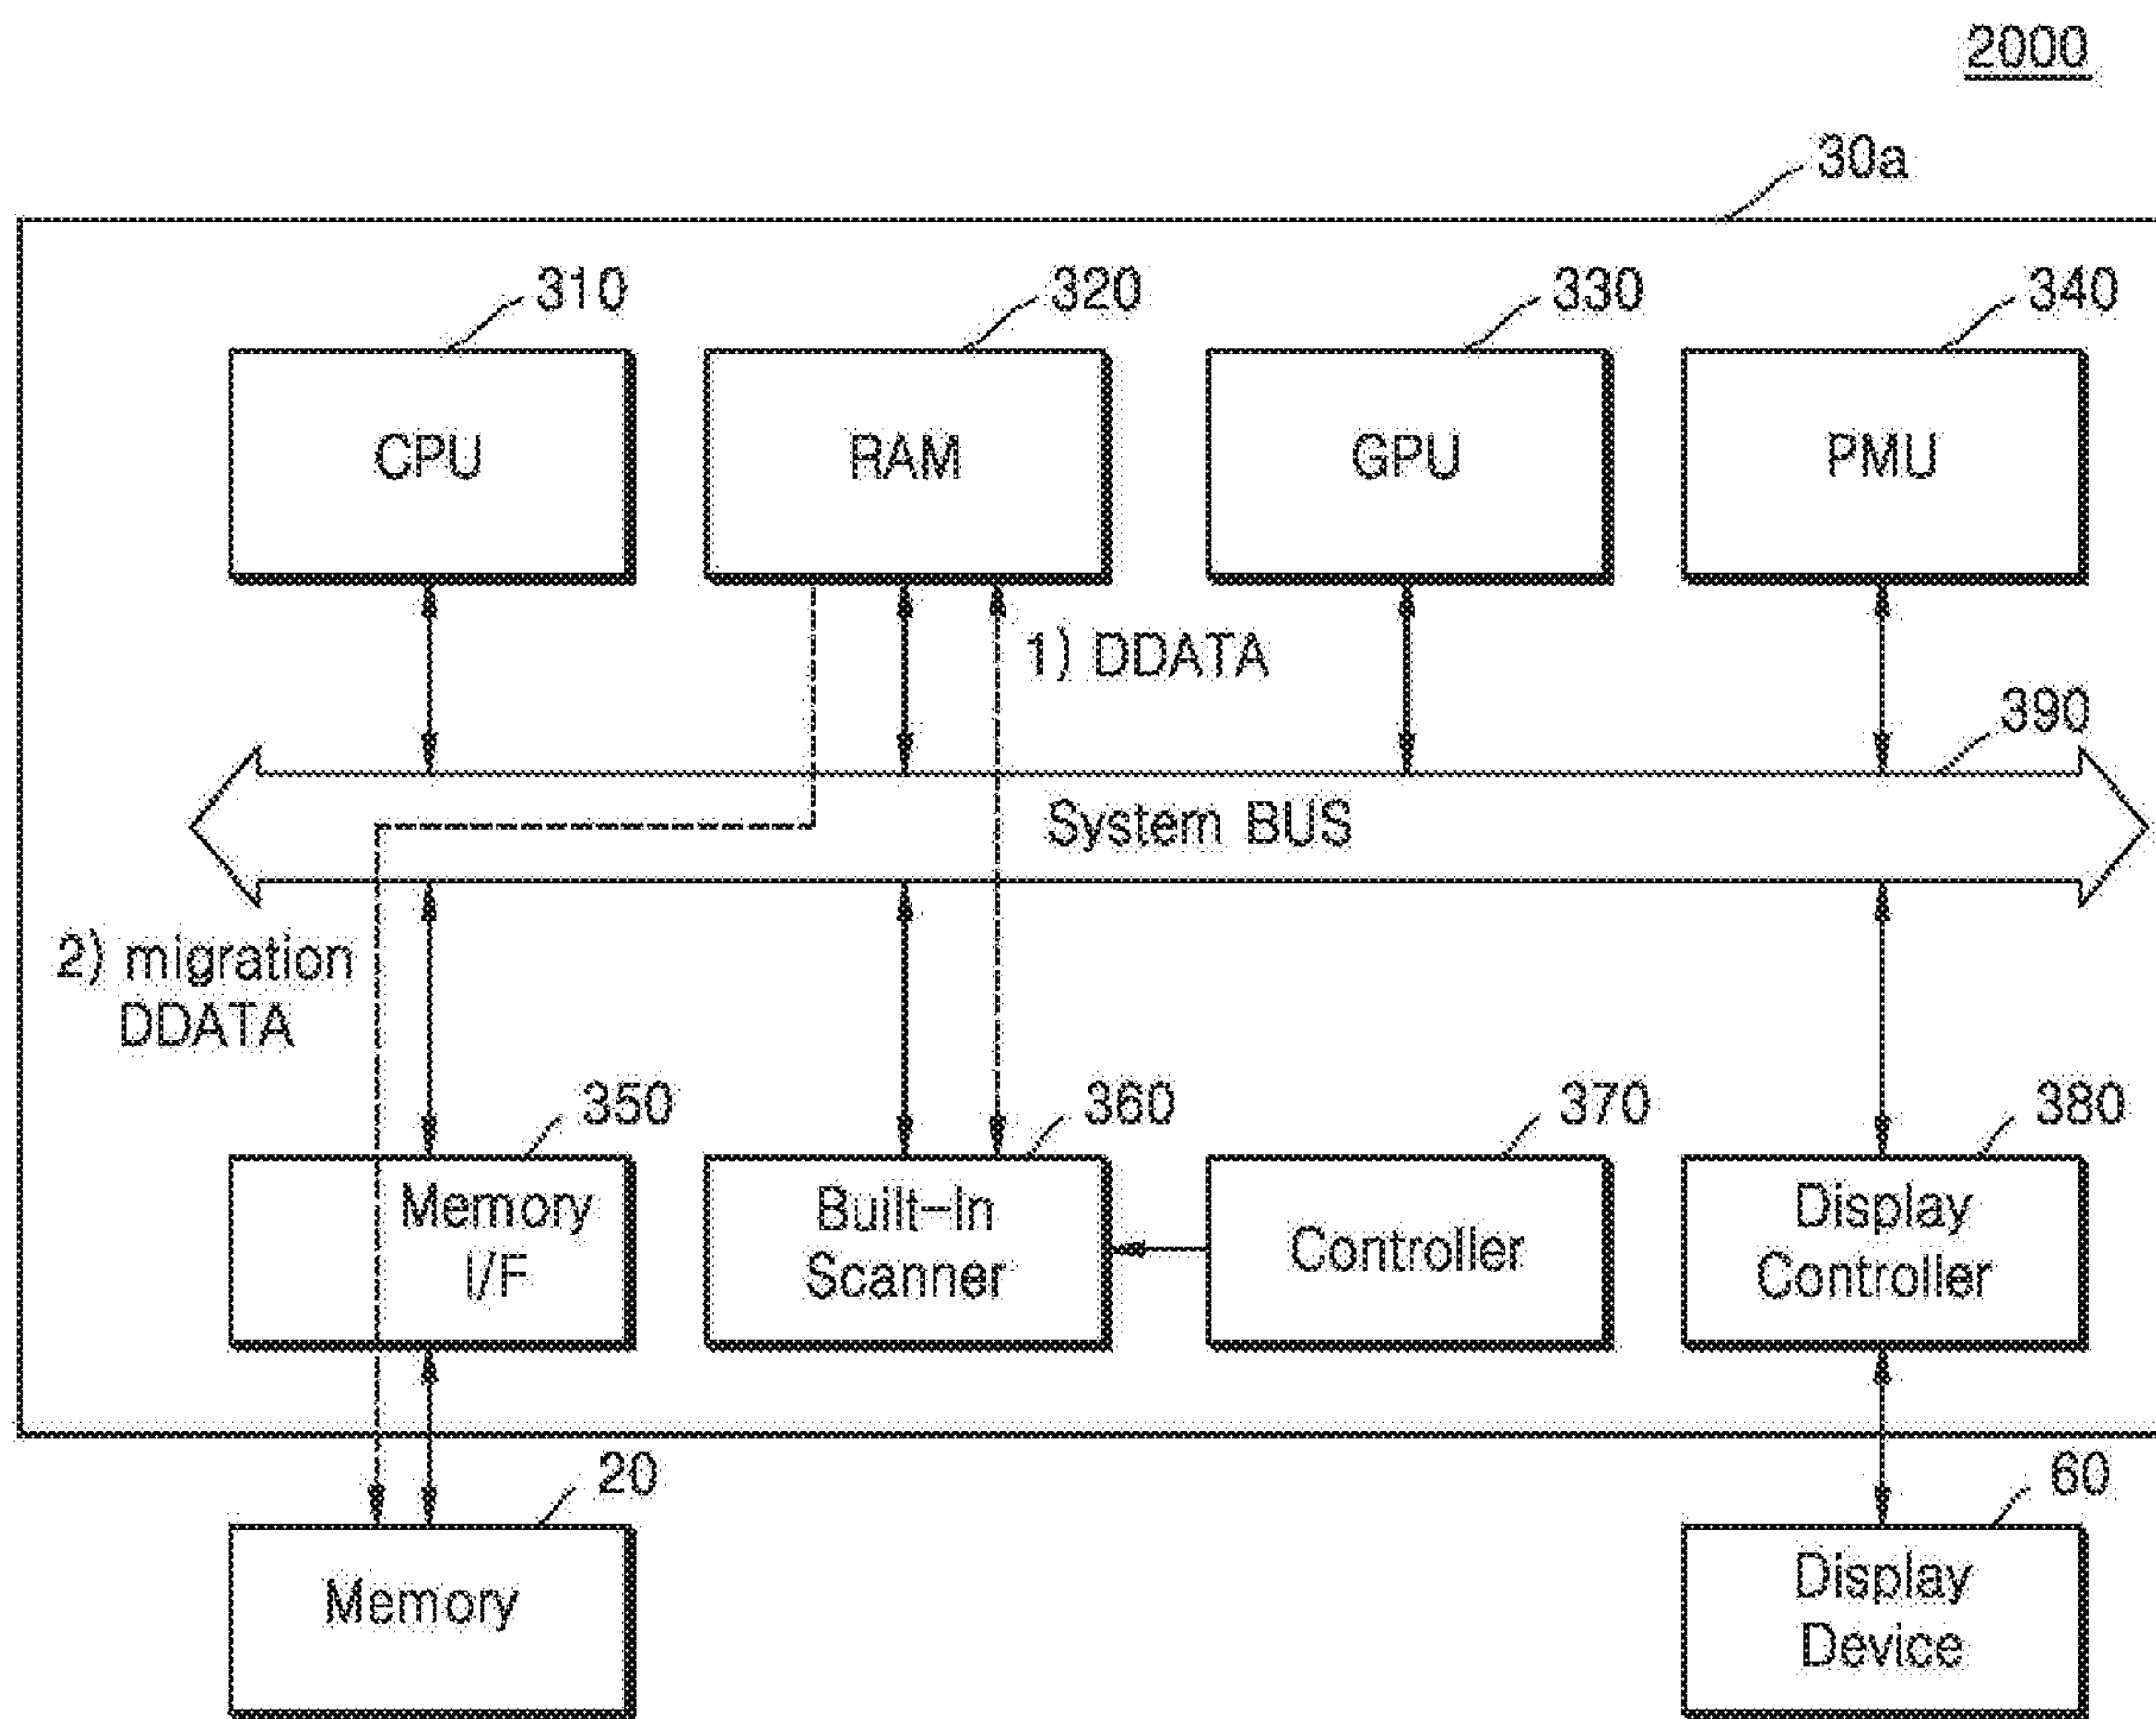 2000
30a
310
320
330
340
CPU
RAM
GPU
PMU
1) DDATA
390
System BUS
2) migration
DDATA
350
360
370
380
Memory
I/F
Built-In
Scanner
Controller
Display
Controller
20
60
Memory
Display
Device